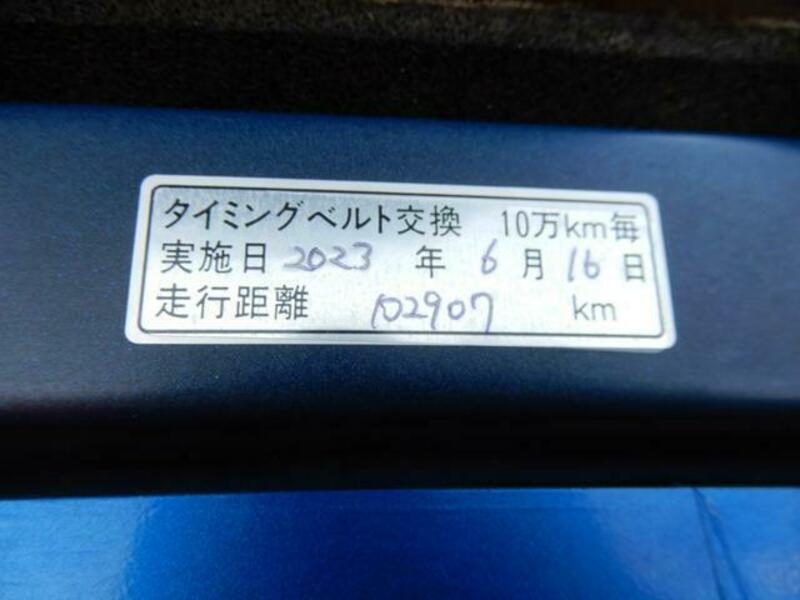 タイミングベルト交換 10万km毎
実施日 2023 年 6 月 16 日
走行距離 102907 km